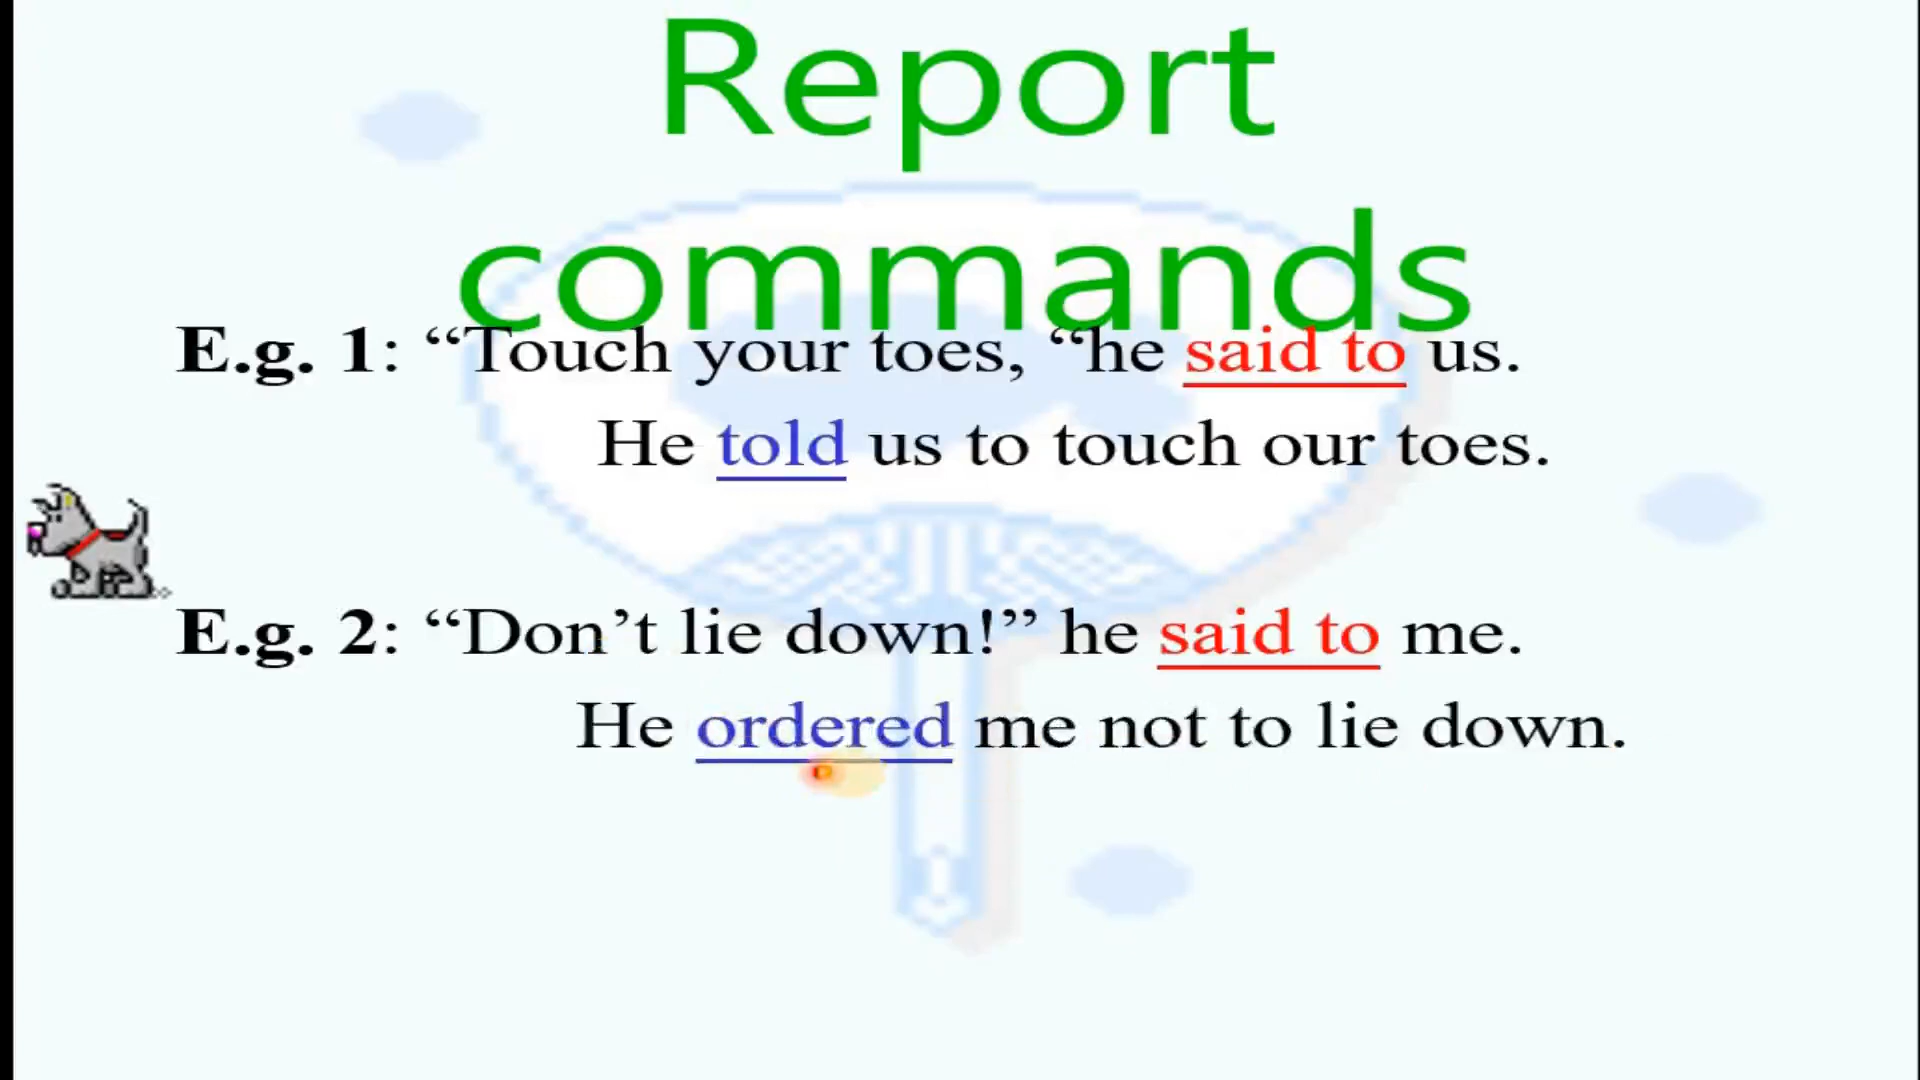 Report
commands
E.g. 1: “Touch your toes, “he said to us.
He told us to touch our toes.
E.g. 2: “Don’t lie down!” he said to me.
He ordered me not to lie down.